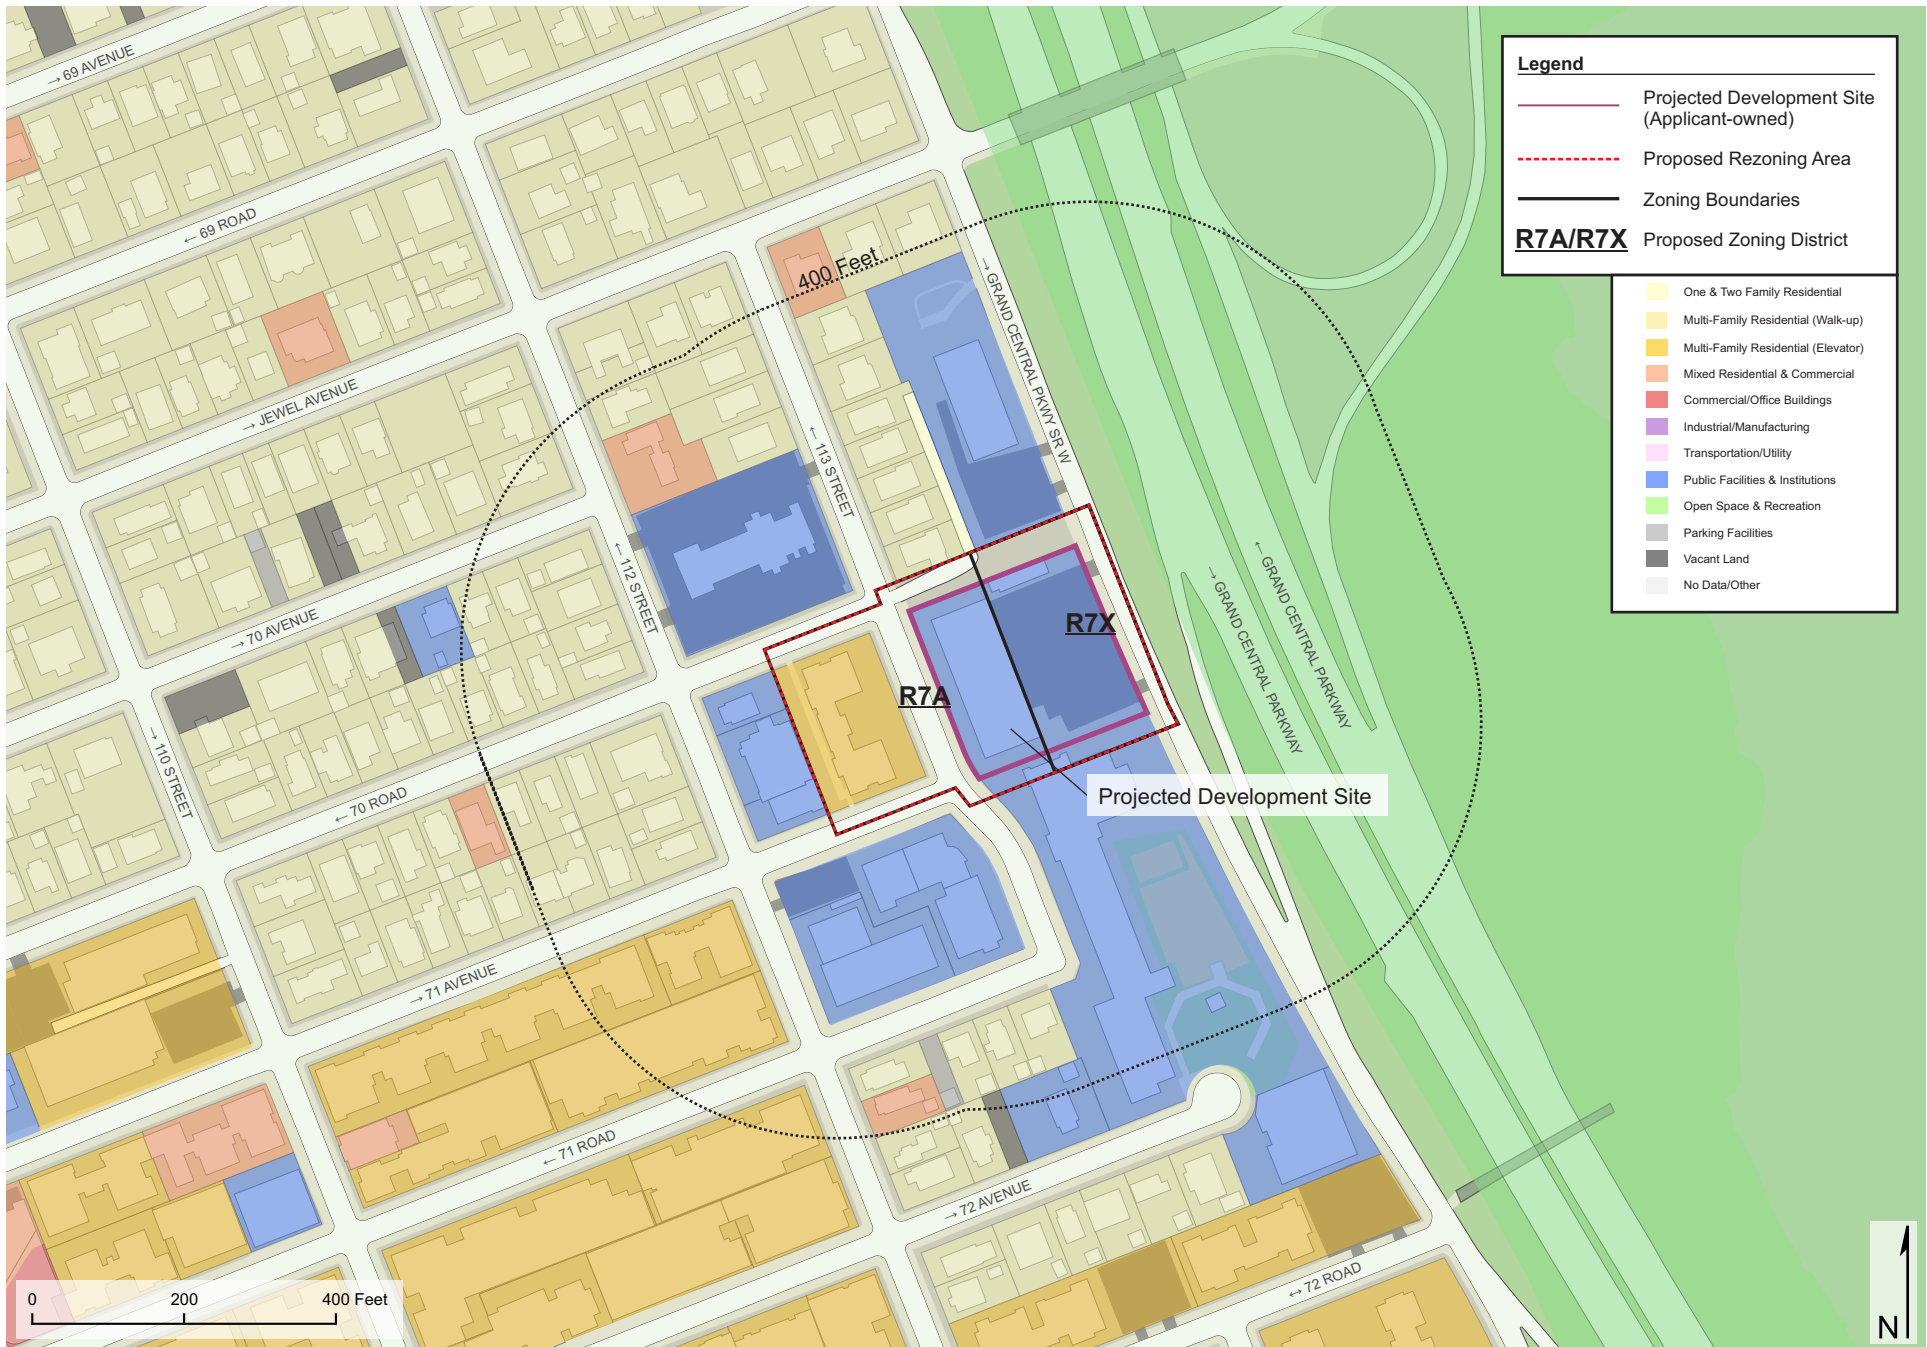 → 69 AVENUE
← 69 ROAD
→ JEWEL AVENUE
→ 70 AVENUE
← 70 ROAD
→ 71 AVENUE
← 71 ROAD
→ 72 AVENUE
↔ 72 ROAD
→ 110 STREET
← 112 STREET
← 113 STREET
→ GRAND CENTRAL PKWY SR W
→ GRAND CENTRAL PARKWAY
← GRAND CENTRAL PARKWAY
400 Feet
R7X
R7A
Projected Development Site
Legend
Projected Development Site
(Applicant-owned)
Proposed Rezoning Area
Zoning Boundaries
R7A/R7X Proposed Zoning District
One & Two Family Residential
Multi-Family Residential (Walk-up)
Multi-Family Residential (Elevator)
Mixed Residential & Commercial
Commercial/Office Buildings
Industrial/Manufacturing
Transportation/Utility
Public Facilities & Institutions
Open Space & Recreation
Parking Facilities
Vacant Land
No Data/Other
0 200 400 Feet
N